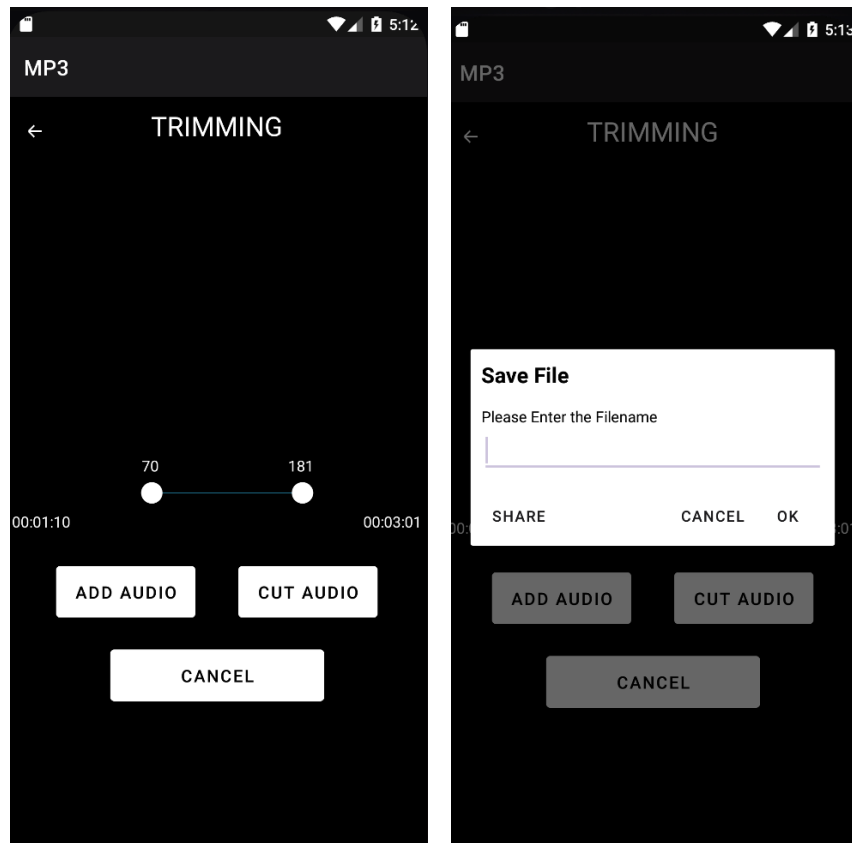 5:12
MP3
TRIMMING
70 181
00:01:10 00:03:01
ADD AUDIO CUT AUDIO
CANCEL
5:13
MP3
TRIMMING
Save File
Please Enter the Filename
SHARE CANCEL OK
ADD AUDIO CUT AUDIO
CANCEL